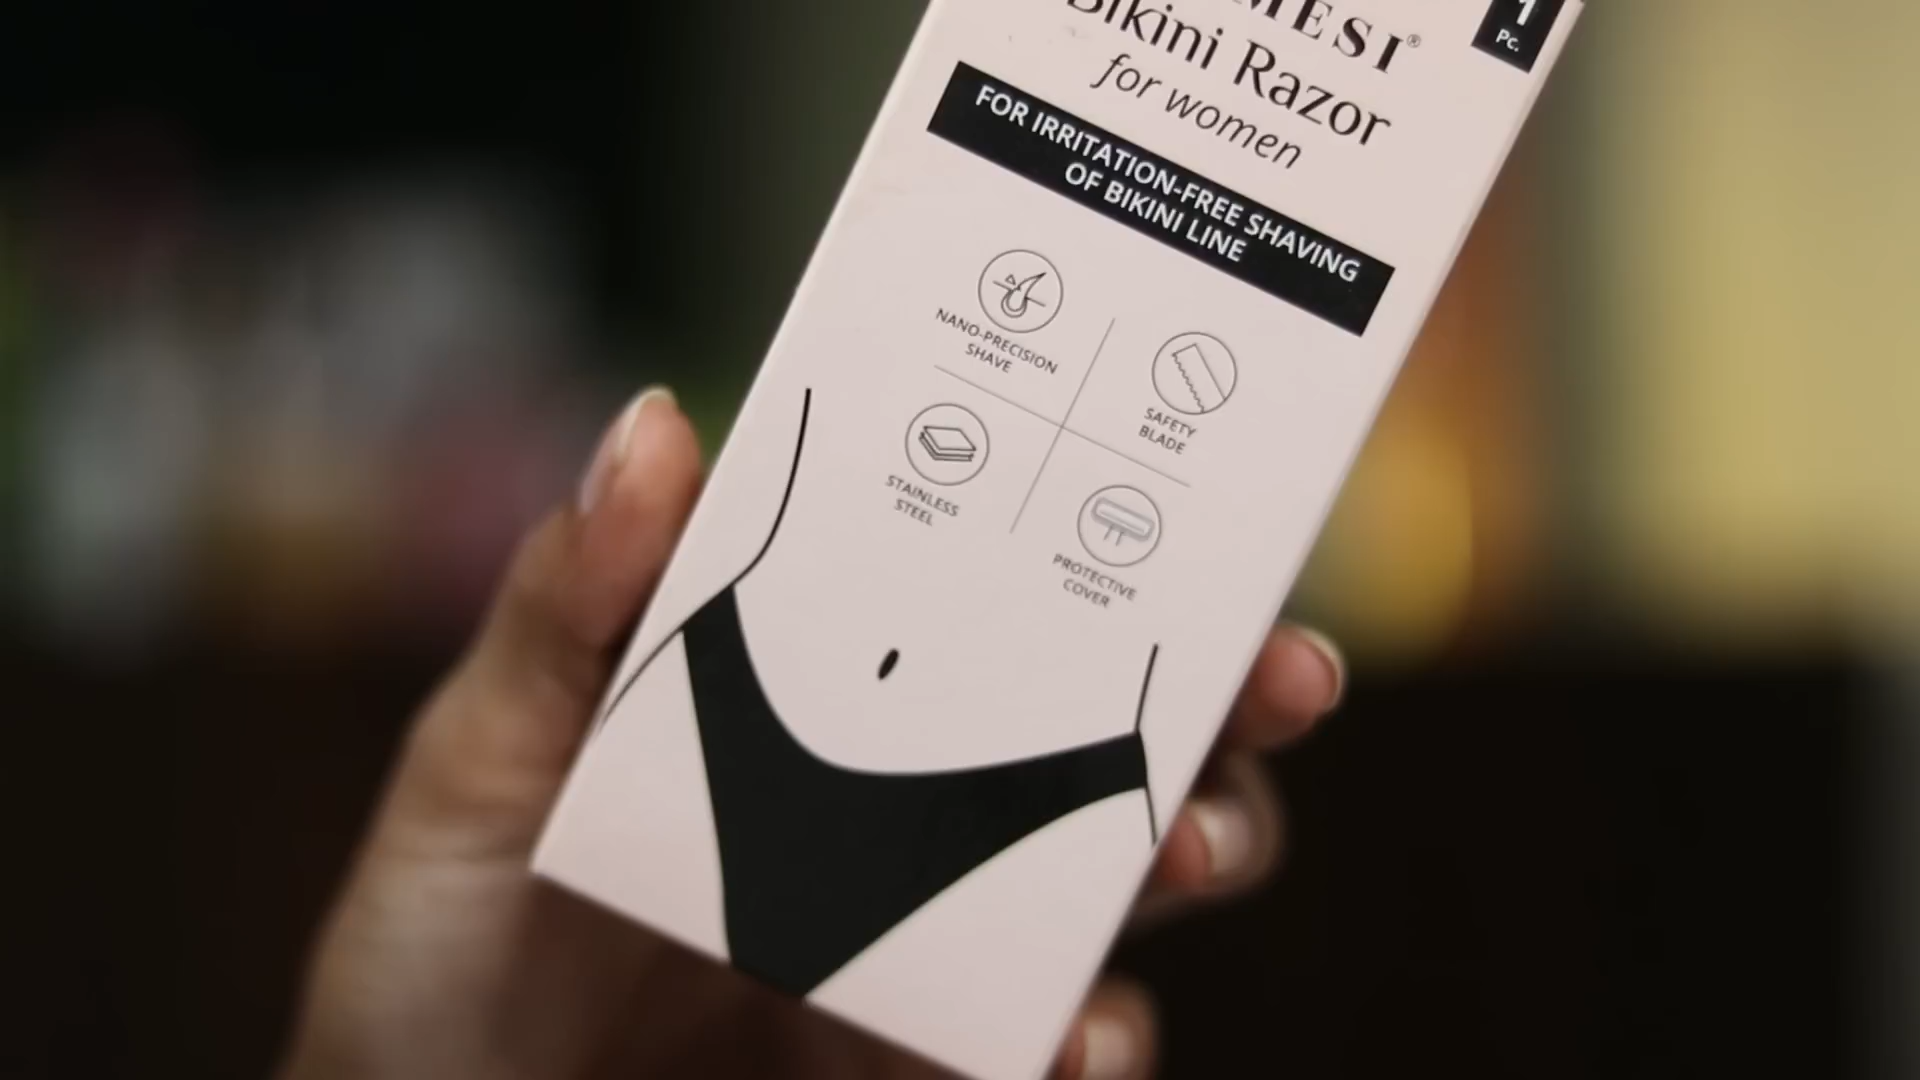 MESI®
Bikini Razor
for women
1
Pc.
FOR IRRITATION-FREE SHAVING
OF BIKINI LINE
NANO-PRECISION
SHAVE
SAFETY
BLADE
STAINLESS
STEEL
PROTECTIVE
COVER